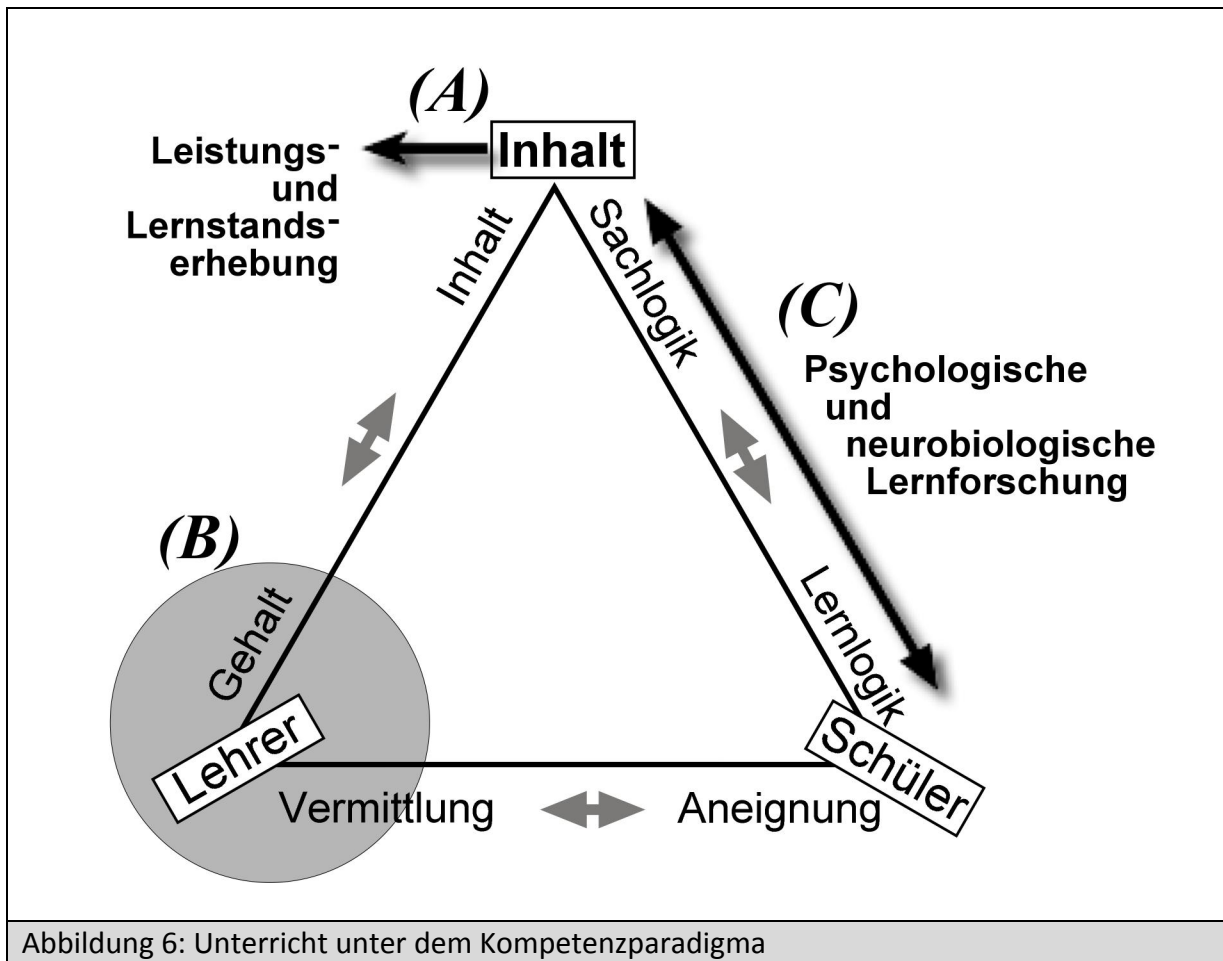 (A)
Inhalt
Leistungs-
und
Lernstands-
erhebung
Inhalt
Sachlogik
(C)
Psychologische
und
neurobiologische
Lernforschung
(B)
Gehalt
Lernlogik
Lehrer
Schüler
Vermittlung
Aneignung
Abbildung 6: Unterricht unter dem Kompetenzparadigma